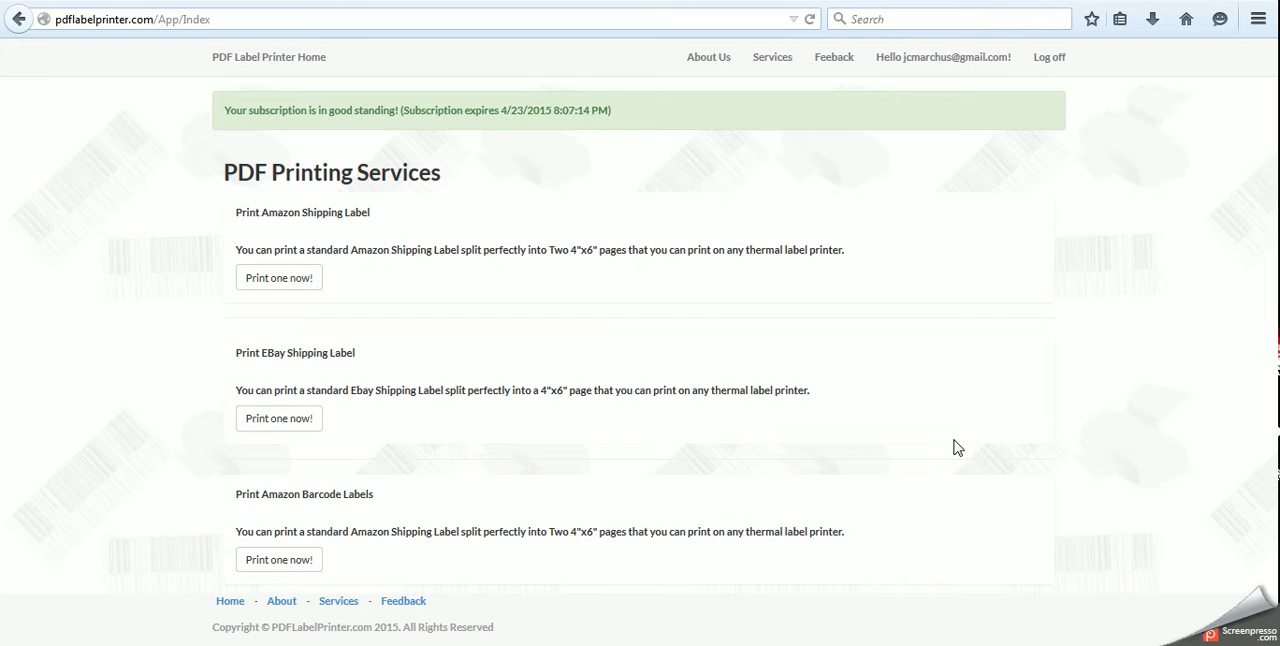 pdflabelprinter.com/App/Index
Search
PDF Label Printer Home
About Us
Services
Feeback
Hello jcmarchus@gmail.com!
Log off
Your subscription is in good standing! (Subscription expires 4/23/2015 8:07:14 PM)
PDF Printing Services
Print Amazon Shipping Label
You can print a standard Amazon Shipping Label split perfectly into Two 4"x6" pages that you can print on any thermal label printer.
Print one now!
Print EBay Shipping Label
You can print a standard Ebay Shipping Label split perfectly into a 4"x6" page that you can print on any thermal label printer.
Print one now!
Print Amazon Barcode Labels
You can print a standard Amazon Shipping Label split perfectly into Two 4"x6" pages that you can print on any thermal label printer.
Print one now!
Home - About - Services - Feedback
Copyright © PDFLabelPrinter.com 2015. All Rights Reserved
Screenpresso
.com